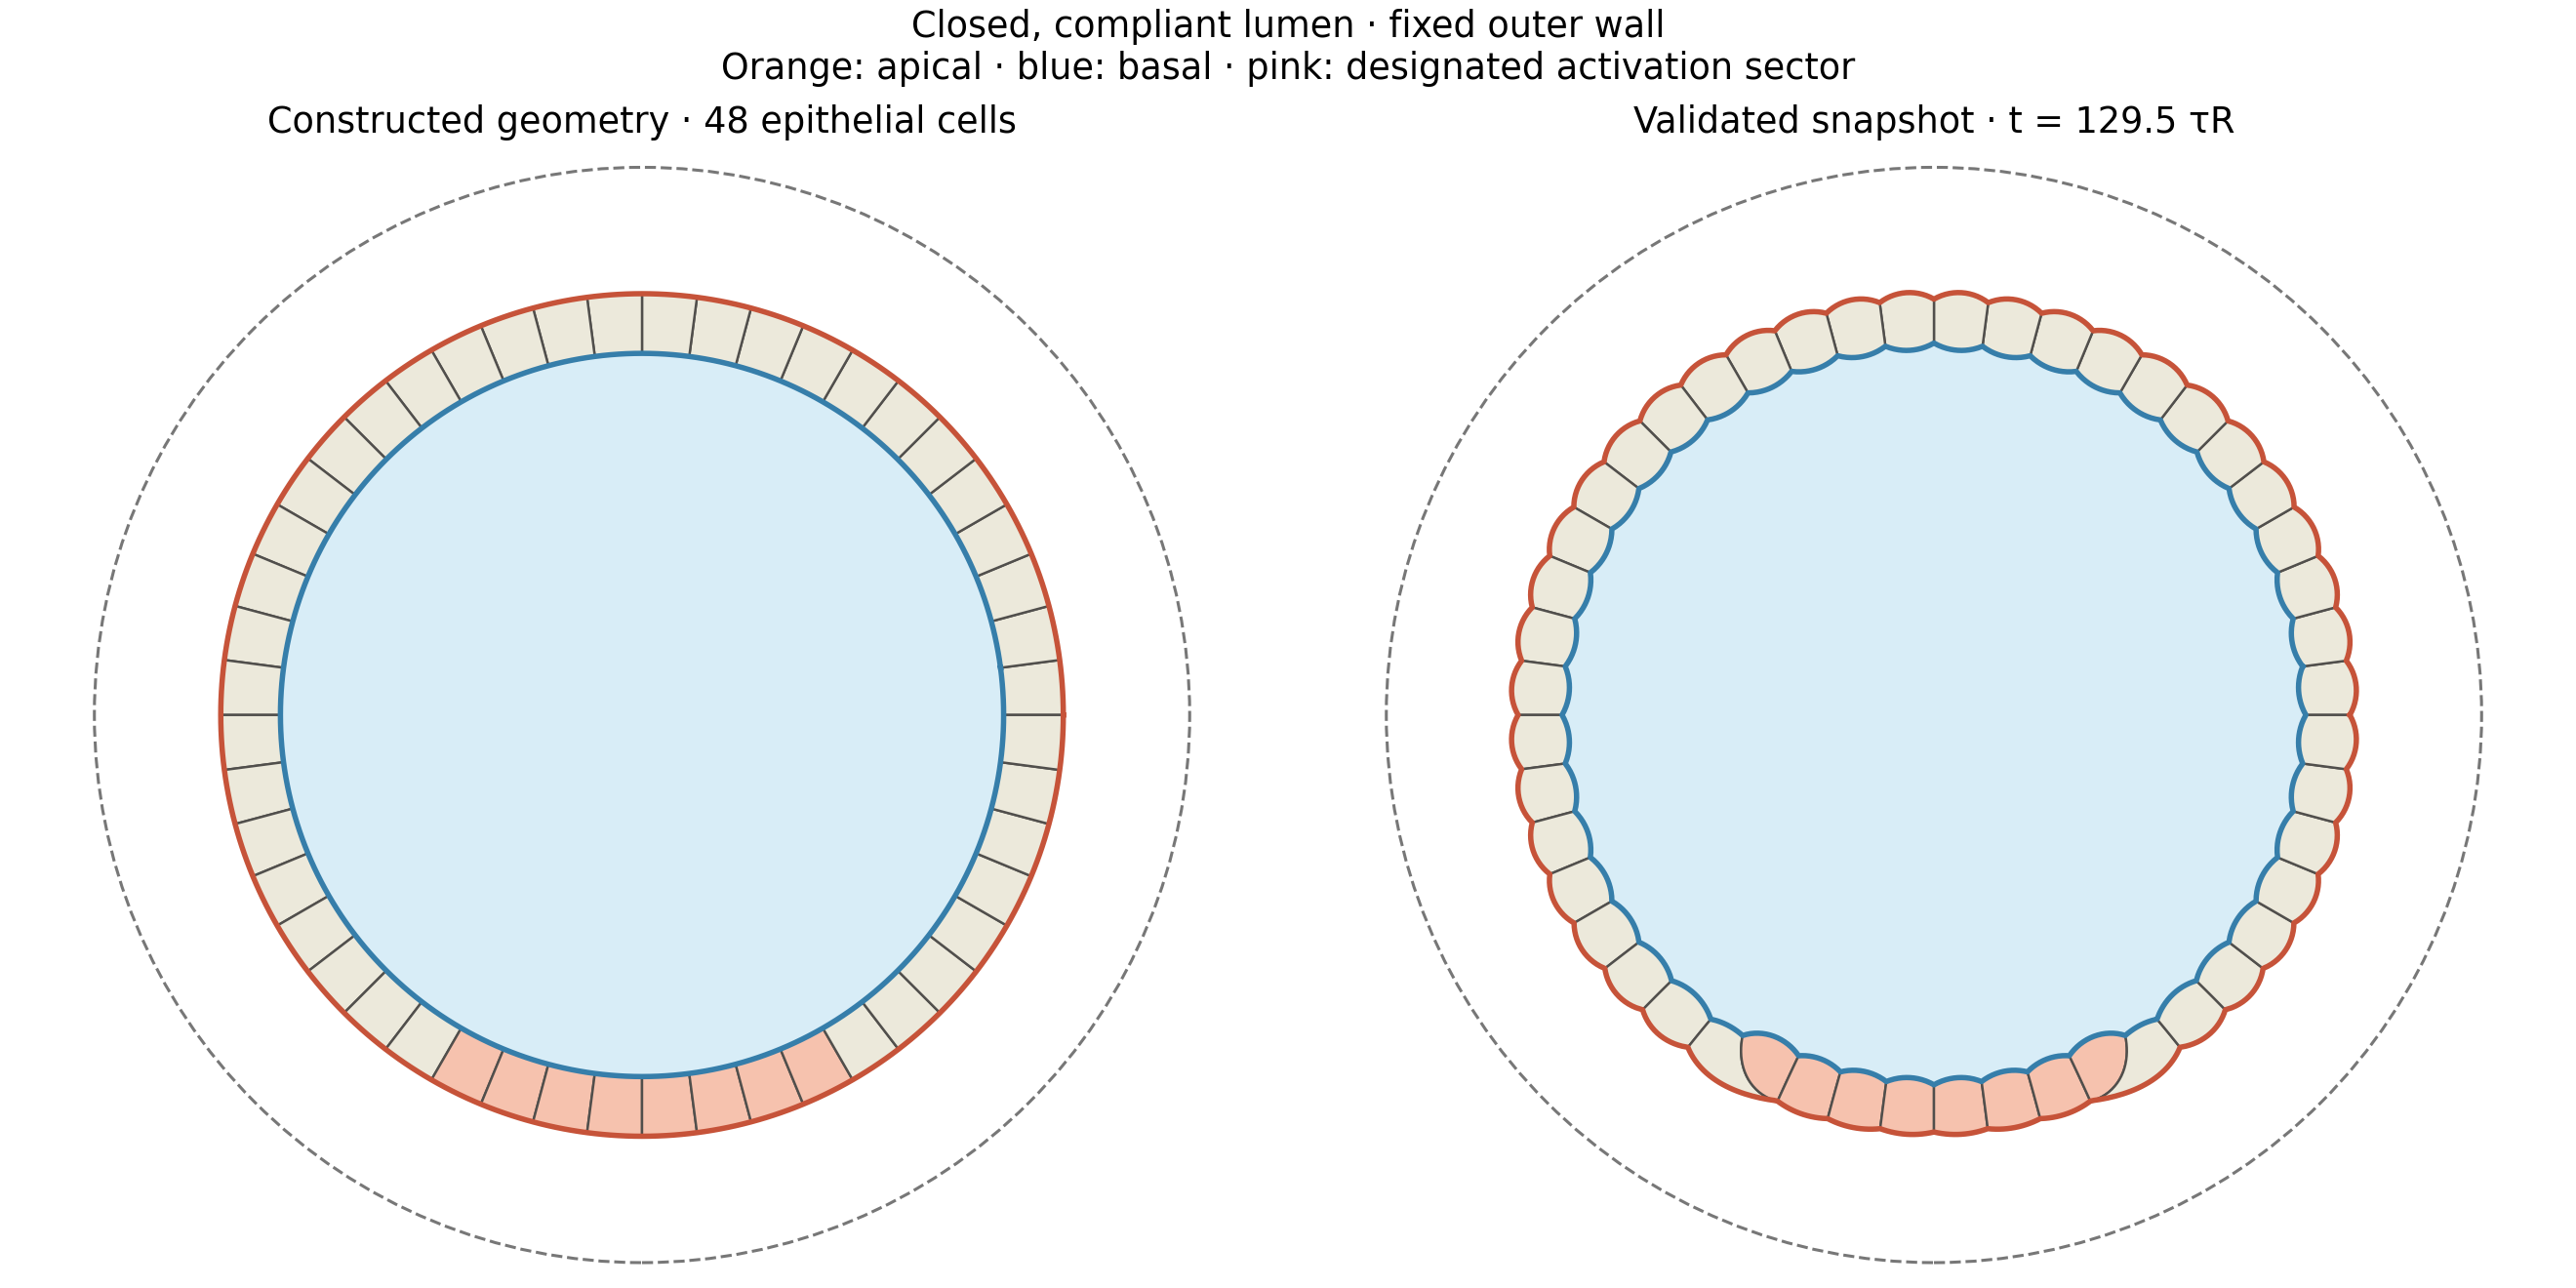 Closed, compliant lumen · fixed outer wall
Orange: apical · blue: basal · pink: designated activation sector
Constructed geometry · 48 epithelial cells
Validated snapshot · t = 129.5 τR